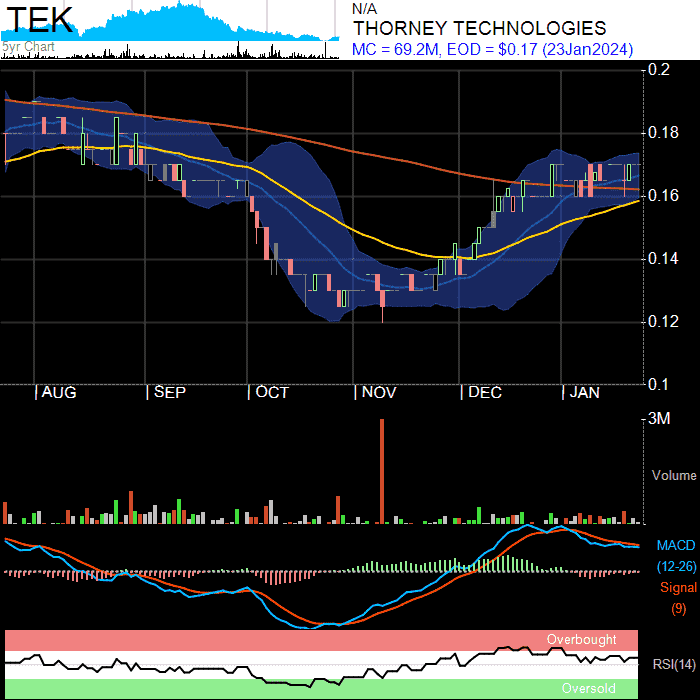 TEK
5yr Chart
N/A
THORNEY TECHNOLOGIES
MC = 69.2M, EOD = $0.17 (23Jan2024)
0.2
0.18
0.16
0.14
0.12
0.1
AUG SEP OCT NOV DEC JAN
3M
Volume
MACD
(12-26)
Signal
(9)
Overbought
RSI(14)
Oversold